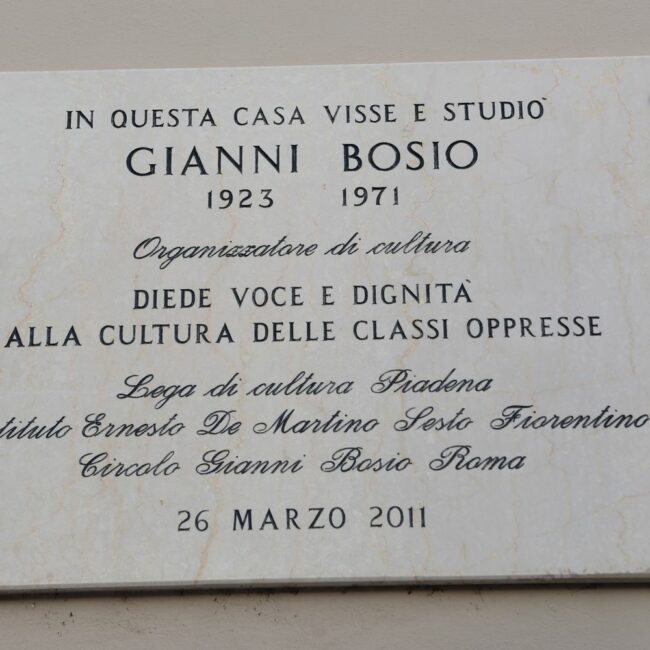 IN QUESTA CASA VISSE E STUDIÒ
GIANNI BOSIO
1923 1971
Organizzatore di cultura
DIEDE VOCE E DIGNITÀ
ALLA CULTURA DELLE CLASSI OPPRESSE
Lega di cultura Piadena
tituto Ernesto De Martino Sesto Fiorentino
Circolo Gianni Bosio Roma
26 MARZO 2011